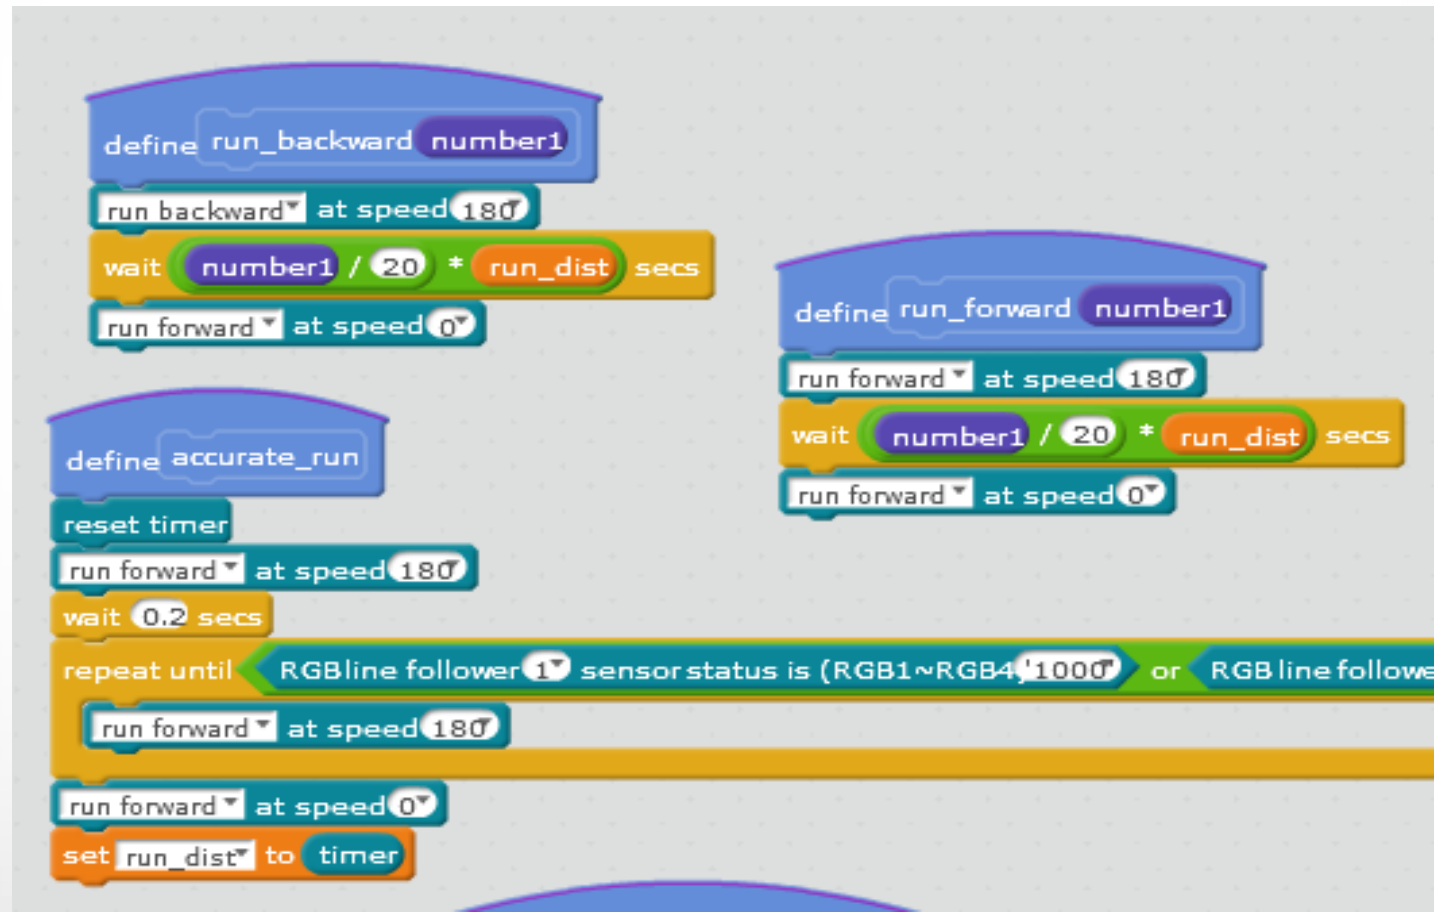 define run_backward number1
run backward at speed 180
wait number1 / 20 * run_dist secs
run forward at speed 0
define run_forward number1
run forward at speed 180
wait number1 / 20 * run_dist secs
run forward at speed 0
define accurate_run
reset timer
run forward at speed 180
wait 0.2 secs
repeat until RGB line follower 1 sensor status is (RGB1~RGB4) '1000' or RGB line followe
run forward at speed 180
run forward at speed 0
set run_dist to timer